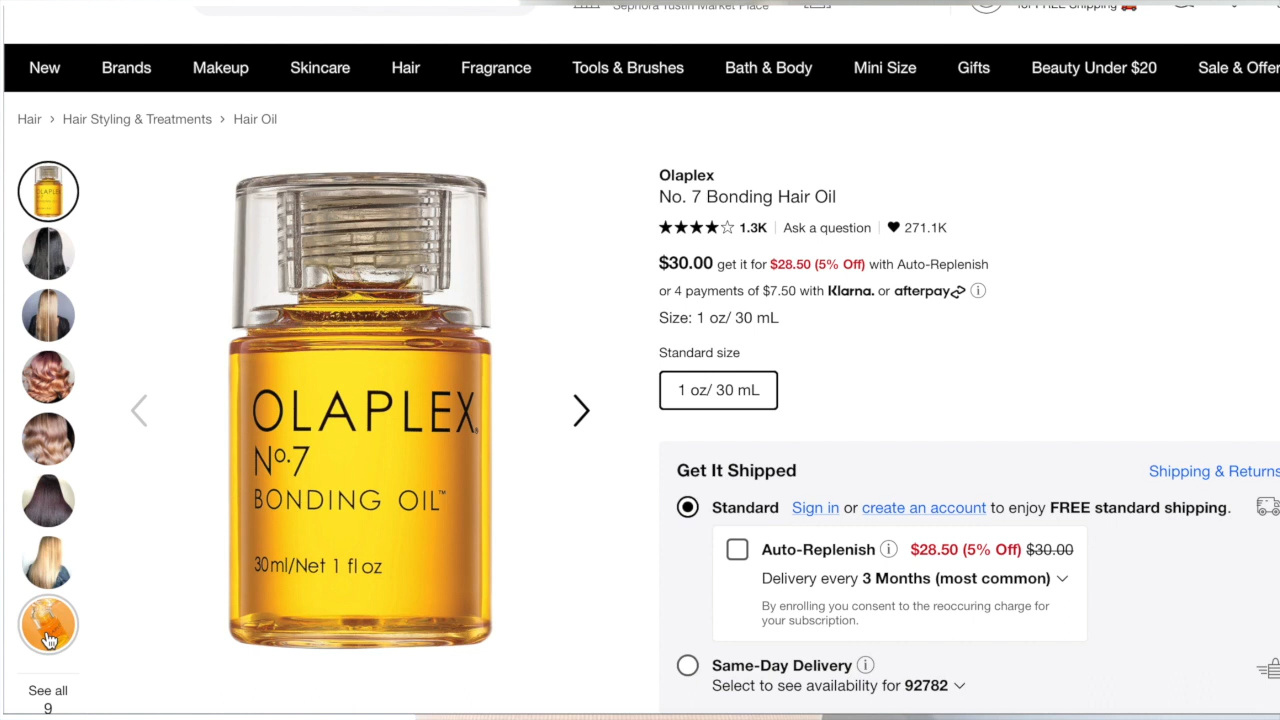 Sephora Tustin Market Place
for FREE Shipping
New Brands Makeup Skincare Hair Fragrance Tools & Brushes Bath & Body Mini Size Gifts Beauty Under $20 Sale & Offer
Hair > Hair Styling & Treatments > Hair Oil
Olaplex
No. 7 Bonding Hair Oil
★★★★☆ 1.3K Ask a question ♥ 271.1K
$30.00 get it for $28.50 (5% Off) with Auto-Replenish
or 4 payments of $7.50 with Klarna. or afterpay
Size: 1 oz/ 30 mL
Standard size
1 oz/ 30 mL
OLAPLEX®
Nº.7
BONDING OIL™
30ml/Net 1 fl oz
Get It Shipped
Shipping & Returns
Standard Sign in or create an account to enjoy FREE standard shipping.
Auto-Replenish $28.50 (5% Off) $30.00
Delivery every 3 Months (most common)
By enrolling you consent to the reoccuring charge for
your subscription.
Same-Day Delivery
Select to see availability for 92782
See all
9